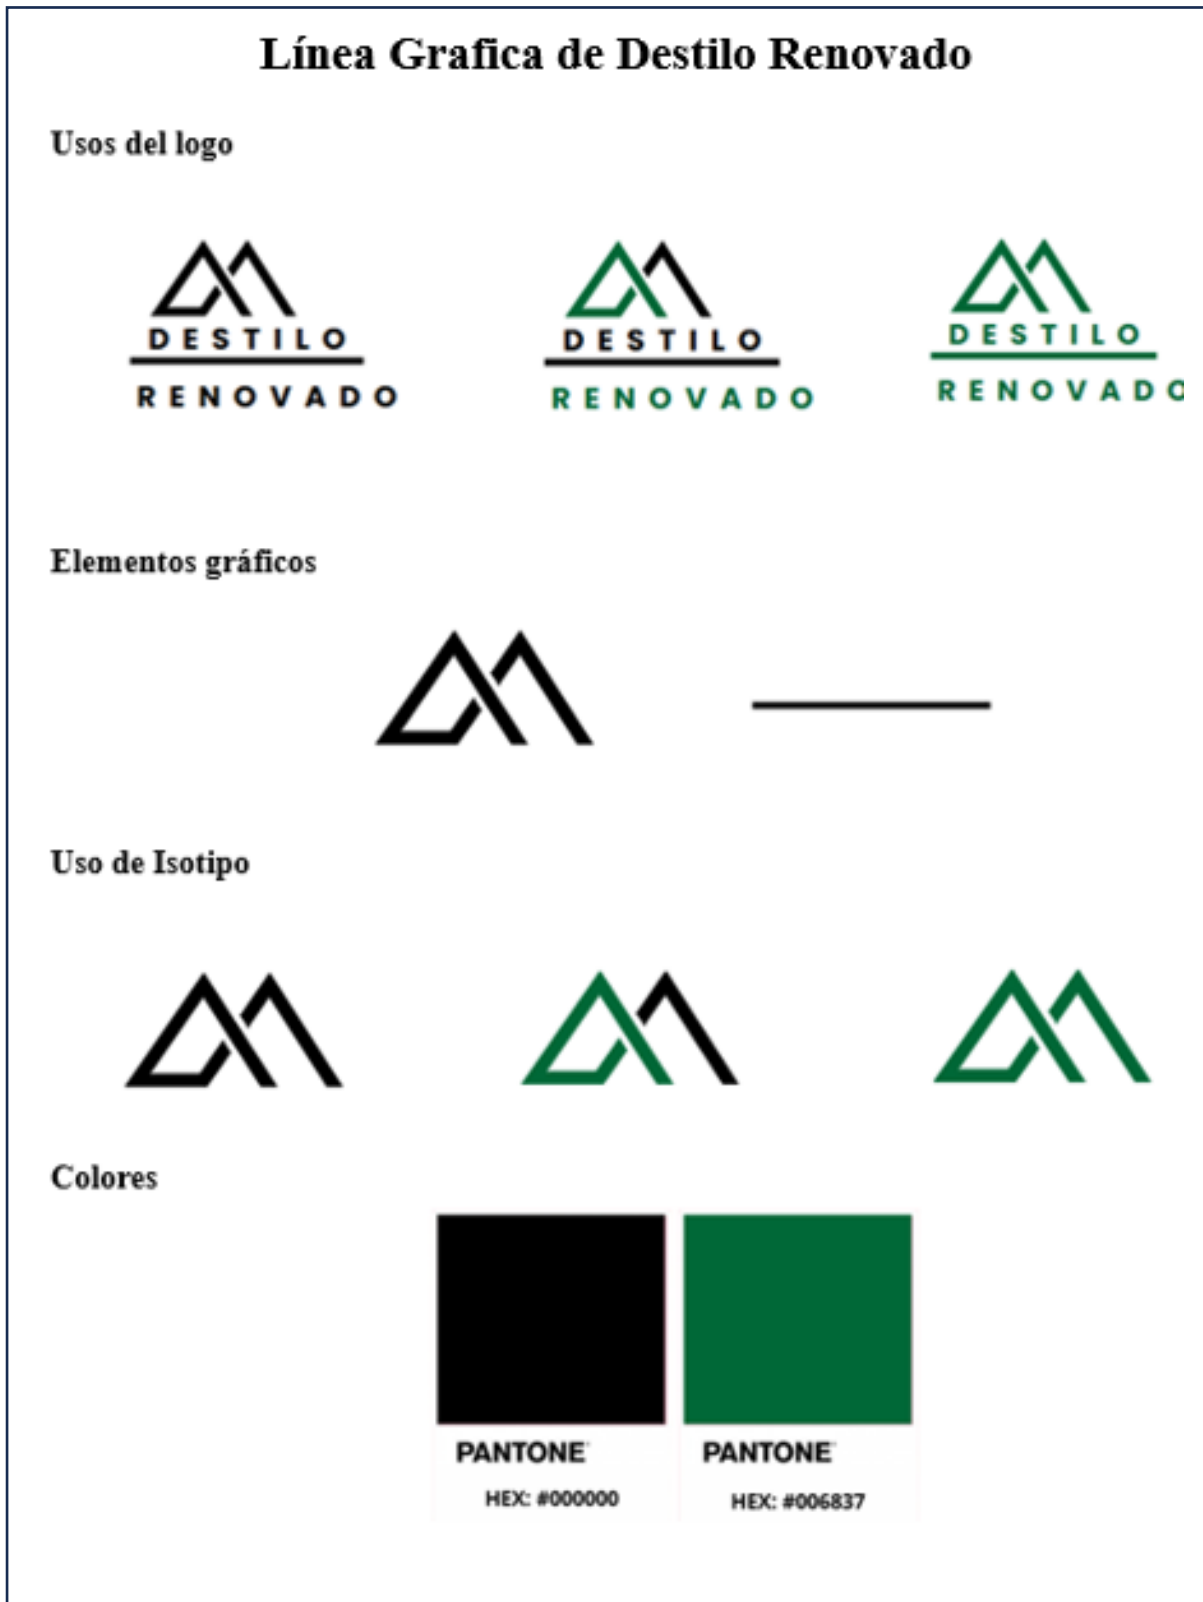 Línea Grafica de Destilo Renovado
Usos del logo
DESTILO
RENOVADO
DESTILO
RENOVADO
DESTILO
RENOVADO
Elementos gráficos
Uso de Isotipo
Colores
PANTONE
HEX: #000000
PANTONE
HEX: #006837